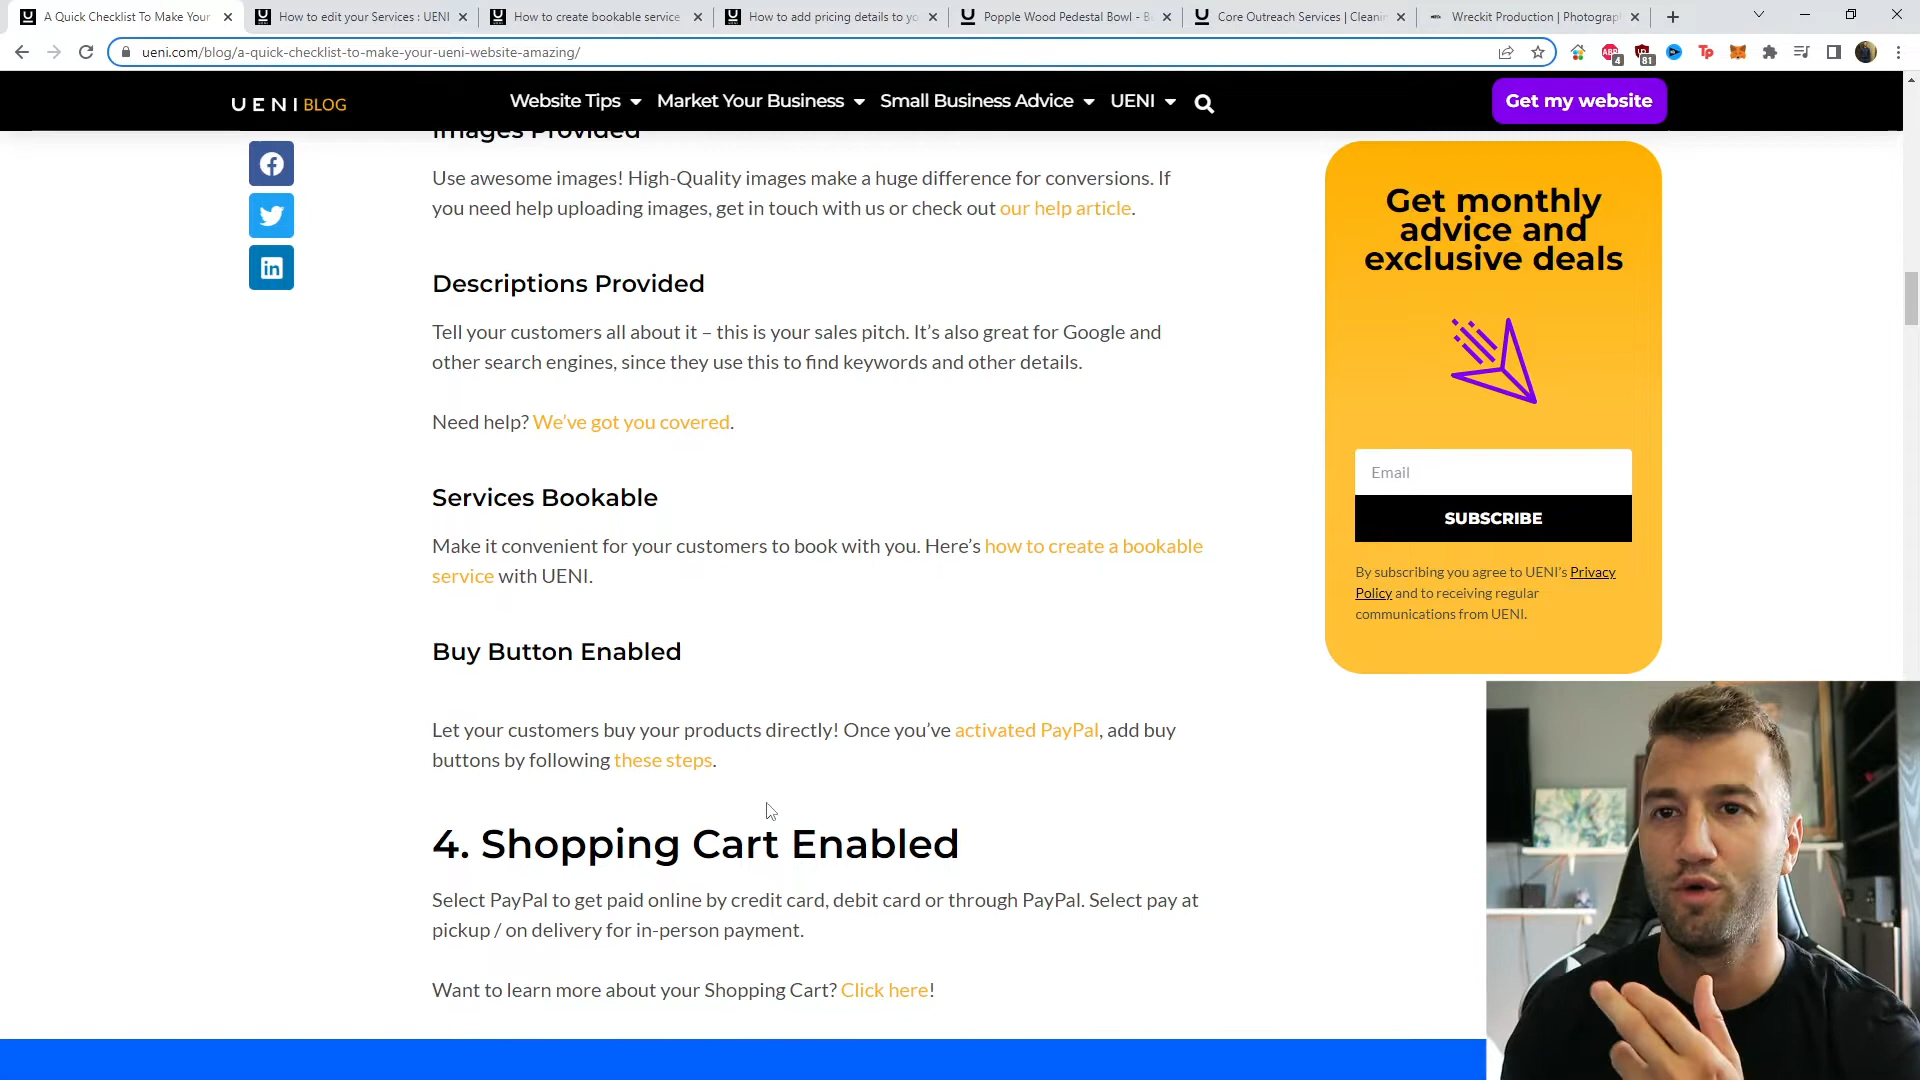 A Quick Checklist To Make Your
How to edit your Services : UENI
How to create bookable service
How to add pricing details to yo
Popple Wood Pedestal Bowl - B
Core Outreach Services | Cleani
Wreckit Production | Photograp
ueni.com/blog/a-quick-checklist-to-make-your-ueni-website-amazing/
4
81
UENI BLOG
Website Tips
Market Your Business
Small Business Advice
UENI
Get my website
Images Provided
Use awesome images! High-Quality images make a huge difference for conversions. If
you need help uploading images, get in touch with us or check out our help article.
Descriptions Provided
Tell your customers all about it – this is your sales pitch. It’s also great for Google and
other search engines, since they use this to find keywords and other details.
Need help? We’ve got you covered.
Services Bookable
Make it convenient for your customers to book with you. Here’s how to create a bookable
service with UENI.
Buy Button Enabled
Let your customers buy your products directly! Once you’ve activated PayPal, add buy
buttons by following these steps.
4. Shopping Cart Enabled
Select PayPal to get paid online by credit card, debit card or through PayPal. Select pay at
pickup / on delivery for in-person payment.
Want to learn more about your Shopping Cart? Click here!
Get monthly
advice and
exclusive deals
Email
SUBSCRIBE
By subscribing you agree to UENI’s Privacy
Policy and to receiving regular
communications from UENI.